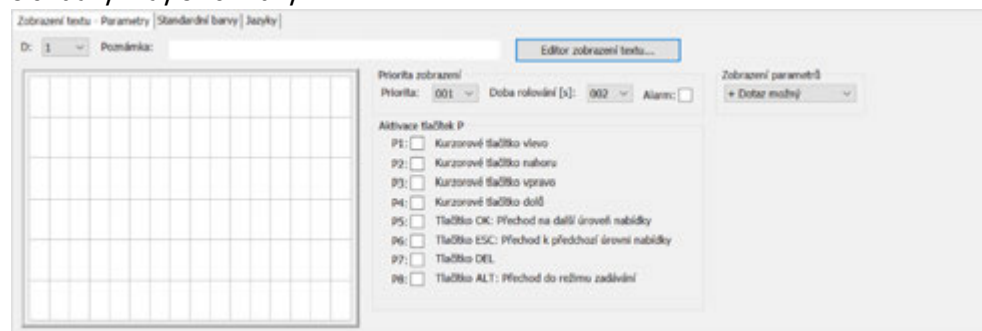 Zobrazení textu - Parametry Standardní barvy Jazyky
D: 1 Poznámka: Editor zobrazení textu...
Priorita zobrazení
Priorita: 001 Doba rolování [s]: 002 Alarm:
Zobrazení parametrů
+ Dotaz možný
Aktivace tlačítek P
P1: Kurzorové tlačítko vlevo
P2: Kurzorové tlačítko nahoru
P3: Kurzorové tlačítko vpravo
P4: Kurzorové tlačítko dolů
P5: Tlačítko OK: Přechod na další úroveň nabídky
P6: Tlačítko ESC: Přechod k předchozí úrovni nabídky
P7: Tlačítko DEL
P8: Tlačítko ALT: Přechod do režimu zadávání